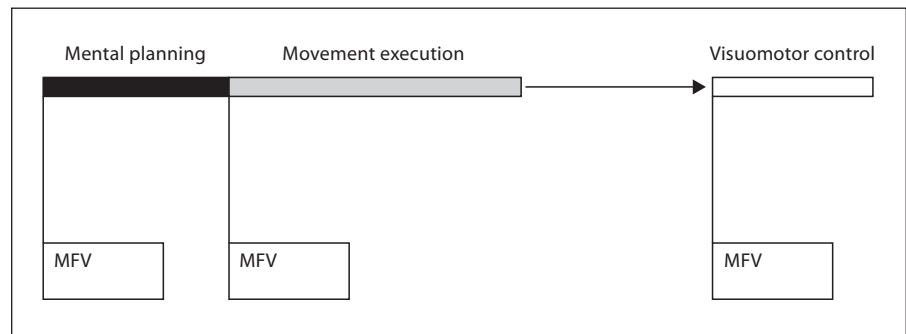 Mental planning
Movement execution
Visuomotor control
MFV
MFV
MFV